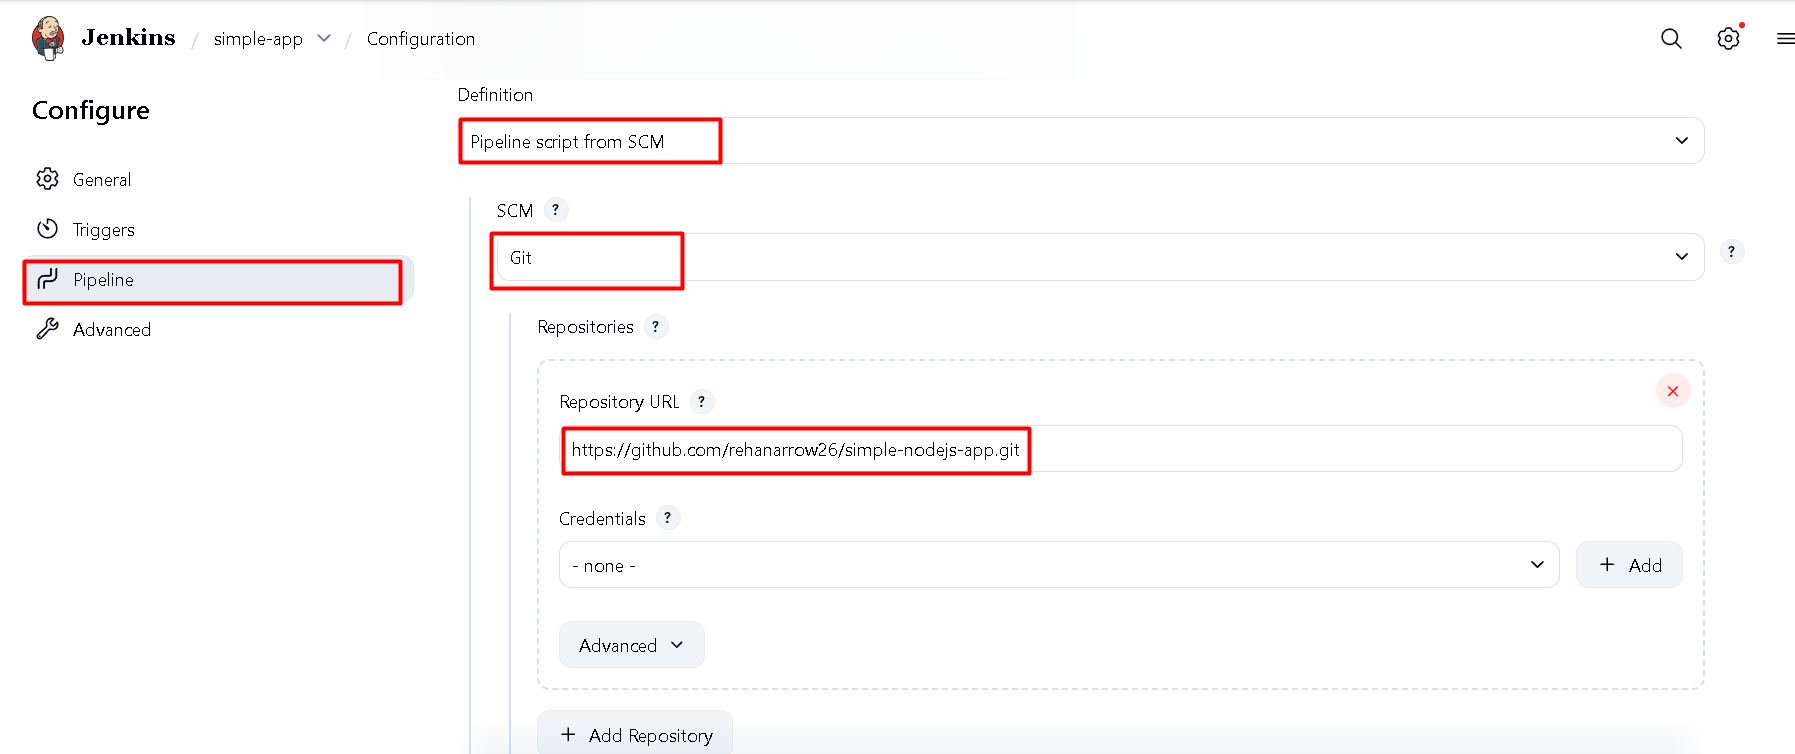 Jenkins / simple-app / Configuration
Configure
General
Triggers
Pipeline
Advanced
Definition
Pipeline script from SCM
SCM ?
Git
?
Repositories ?
Repository URL ?
https://github.com/rehanarrow26/simple-nodejs-app.git
Credentials ?
- none -
+ Add
Advanced
+ Add Repository